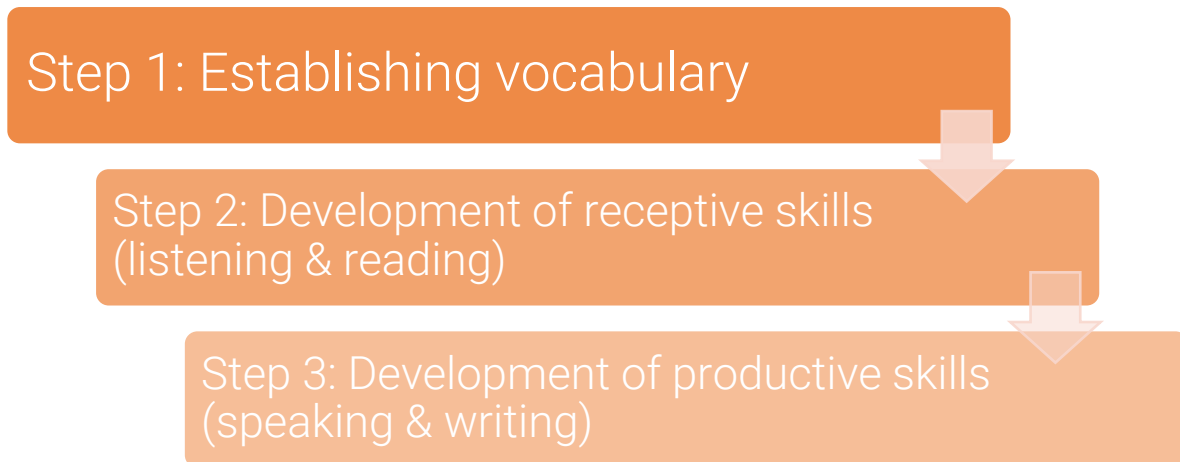 Step 1: Establishing vocabulary
Step 2: Development of receptive skills
(listening & reading)
Step 3: Development of productive skills
(speaking & writing)